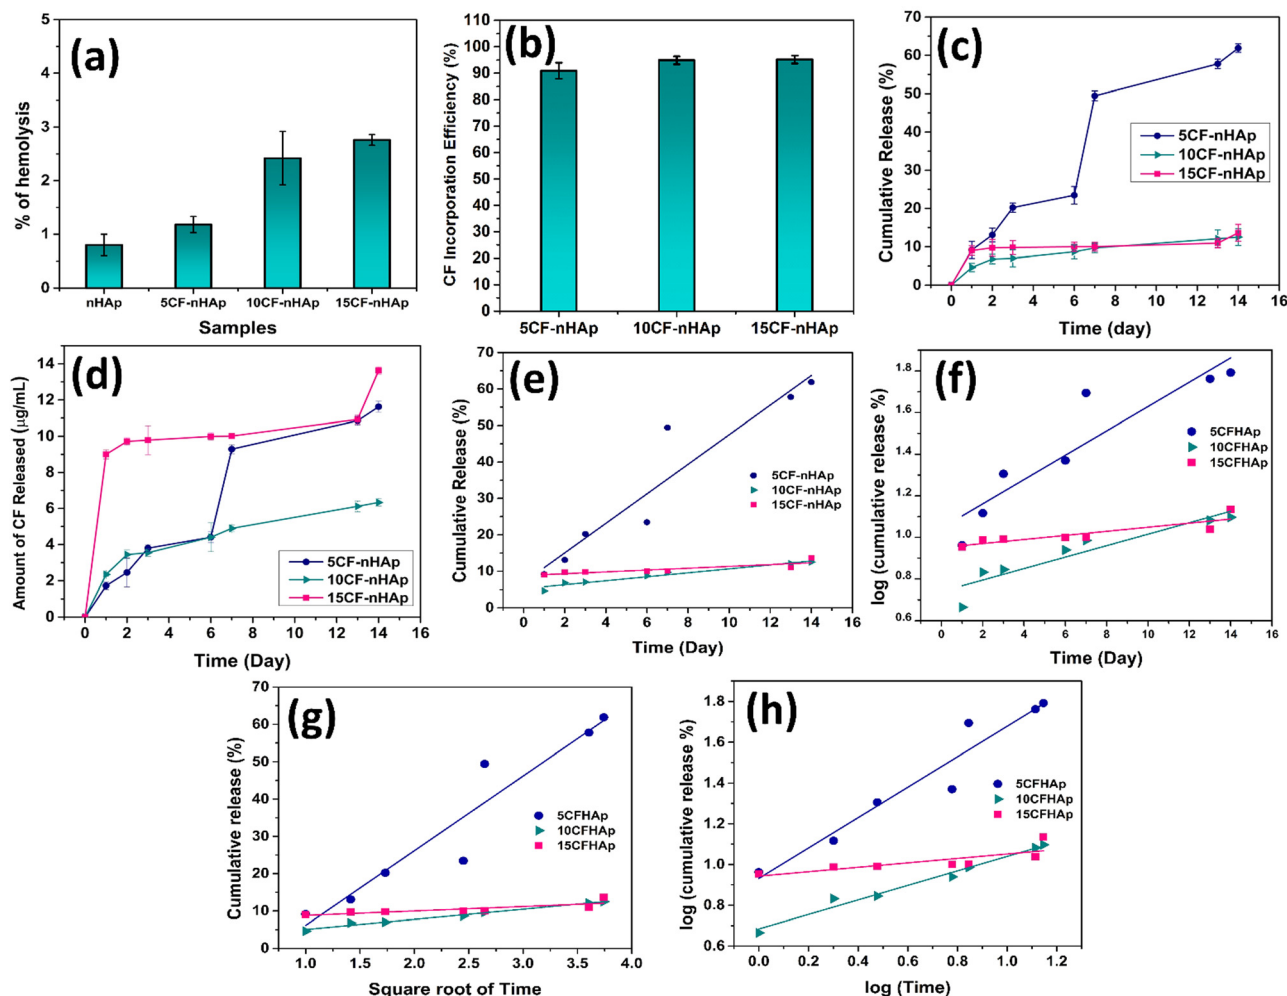 (a)
% of hemolysis
5
4
3
2
1
0
nHAp 5CF-nHAp 10CF-nHAp 15CF-nHAp
Samples
(b)
CF Incorporation Efficiency (%)
110
100
90
80
70
60
50
40
30
20
10
0
5CF-nHAp 10CF-nHAp 15CF-nHAp
(c)
Cumulative Release (%)
70
60
50
40
30
20
10
0
5CF-nHAp
10CF-nHAp
15CF-nHAp
0 2 4 6 8 10 12 14 16
Time (day)
(d)
Amount of CF Released (µg/mL)
16
14
12
10
8
6
4
2
0
5CF-nHAp
10CF-nHAp
15CF-nHAp
0 2 4 6 8 10 12 14 16
Time (Day)
(e)
Cumulative Release (%)
70
60
50
40
30
20
10
0
5CF-nHAp
10CF-nHAp
15CF-nHAp
0 2 4 6 8 10 12 14 16
Time (Day)
(f)
log (cumulative release %)
1.8
1.6
1.4
1.2
1.0
0.8
0.6
5CFHAp
10CFHAp
15CFHAp
0 2 4 6 8 10 12 14 16
Time (Day)
(g)
Cumulative release (%)
70
60
50
40
30
20
10
0
5CFHAp
10CFHAp
15CFHAp
1.0 1.5 2.0 2.5 3.0 3.5 4.0
Square root of Time
(h)
log (cumulative release %)
1.8
1.6
1.4
1.2
1.0
0.8
0.6
5CFHAp
10CFHAp
15CFHAp
0.0 0.2 0.4 0.6 0.8 1.0 1.2
log (Time)